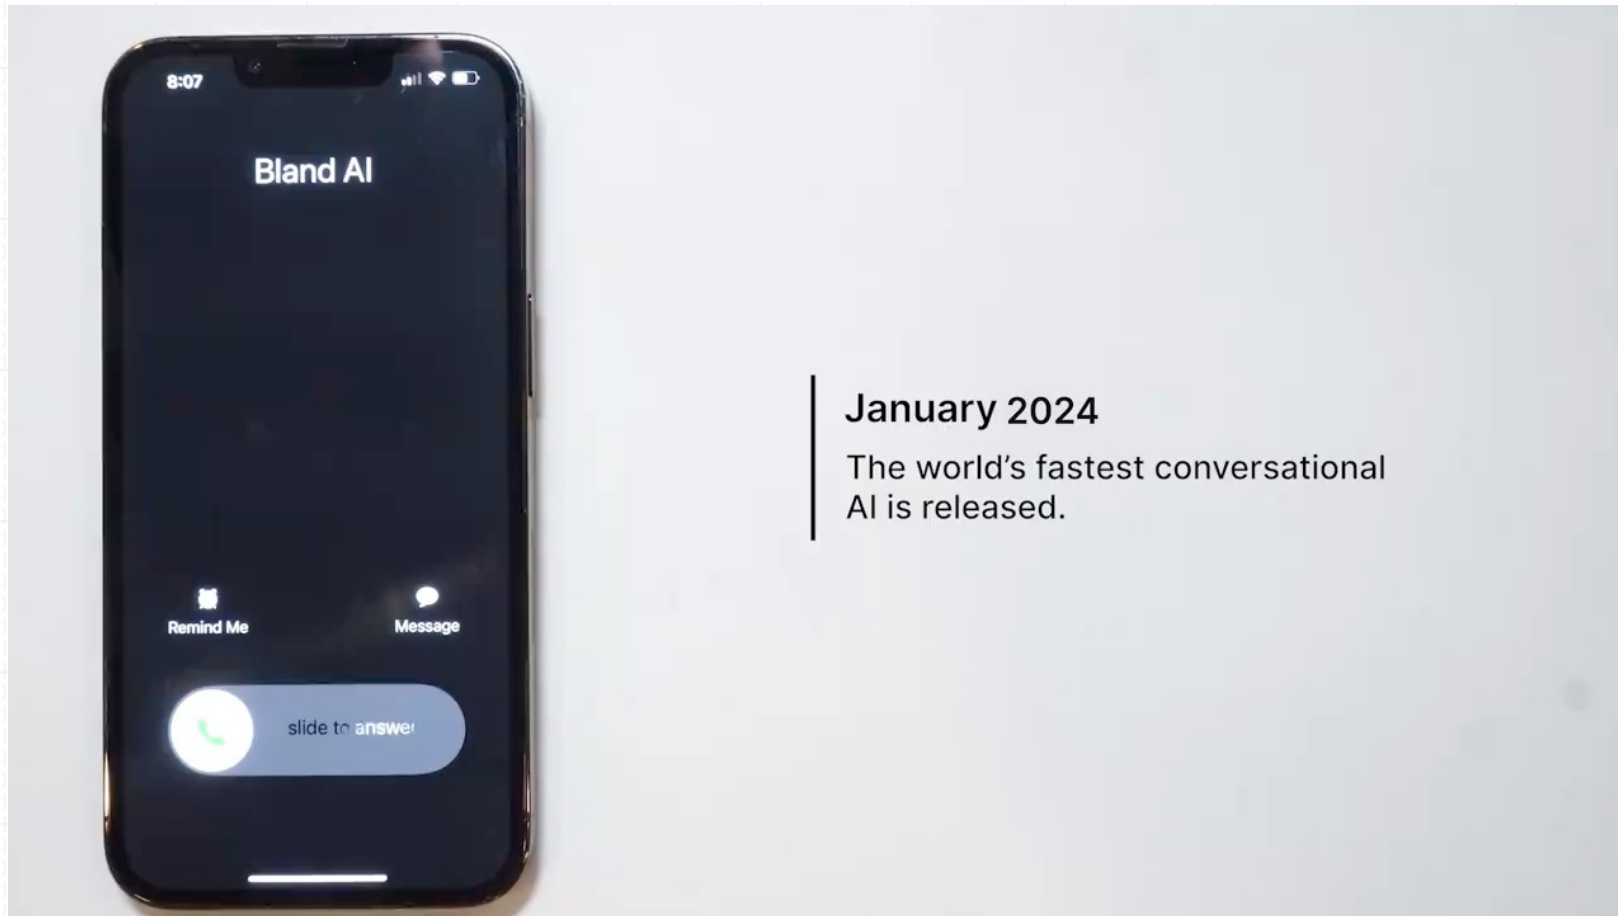 8:07
Bland AI
January 2024
The world's fastest conversational
AI is released.
Remind Me
Message
slide to answer